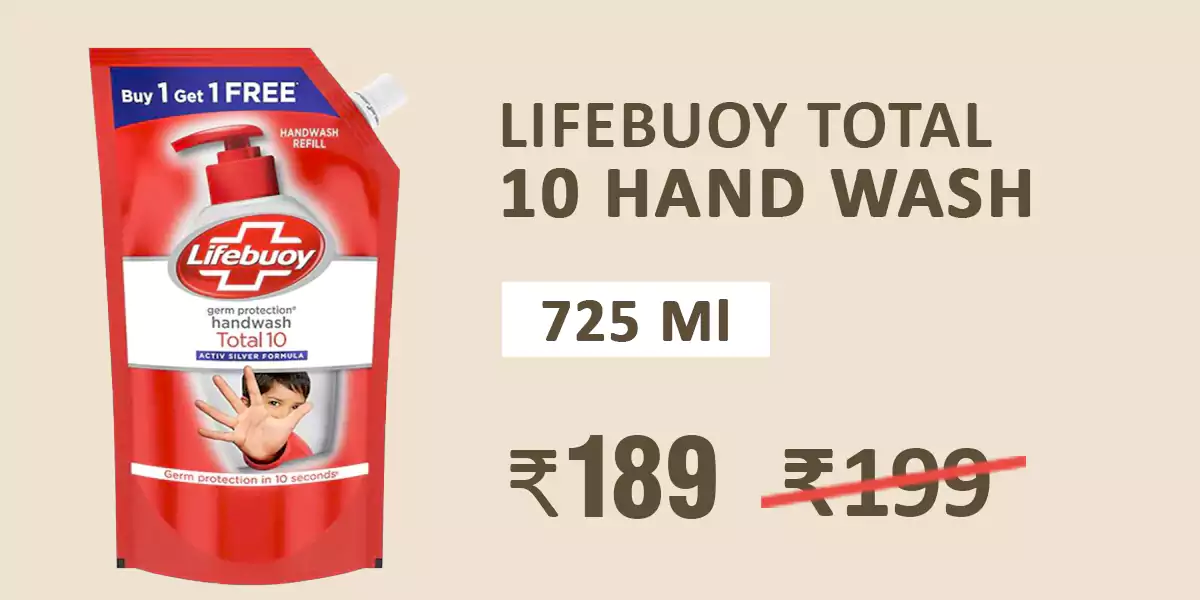 Buy 1 Get 1 FREE*
HANDWASH
REFILL
Lifebuoy
germ protection*
handwash
Total 10
ACTIV SILVER FORMULA
Germ protection in 10 seconds*
LIFEBUOY TOTAL
10 HAND WASH
725 Ml
₹189 ₹199